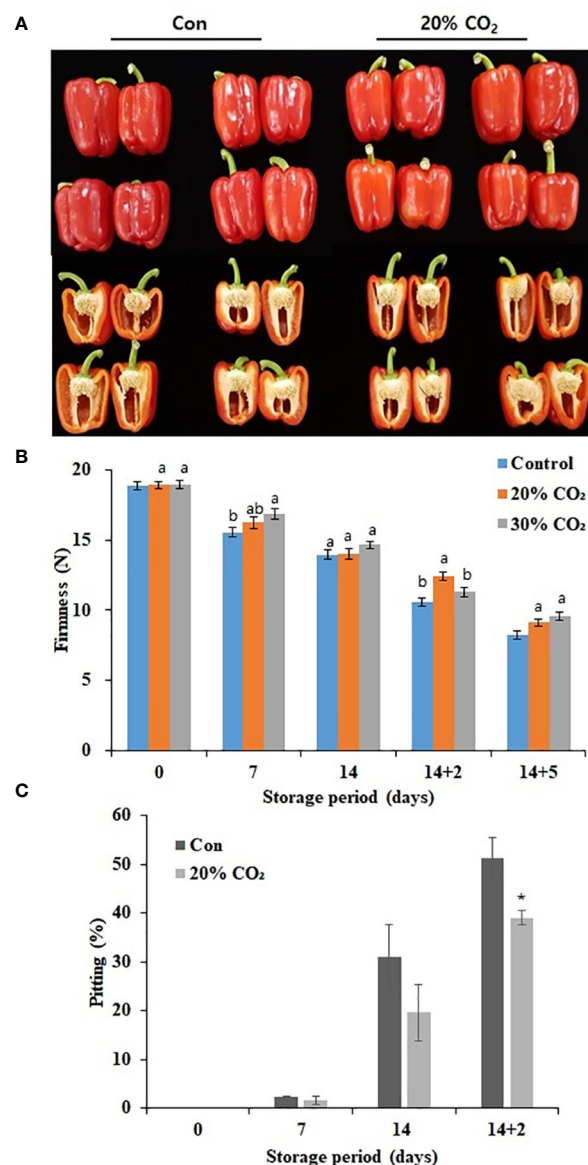 A
Con
20% CO₂
B
20
15
10
5
0
Firmness (N)
Control
20% CO₂
30% CO₂
a a
b ab a
a a a
b a b
a a
0 7 14 14+2 14+5
Storage period (days)
C
60
50
40
30
20
10
0
Pitting (%)
Con
20% CO₂
*
0 7 14 14+2
Storage period (days)